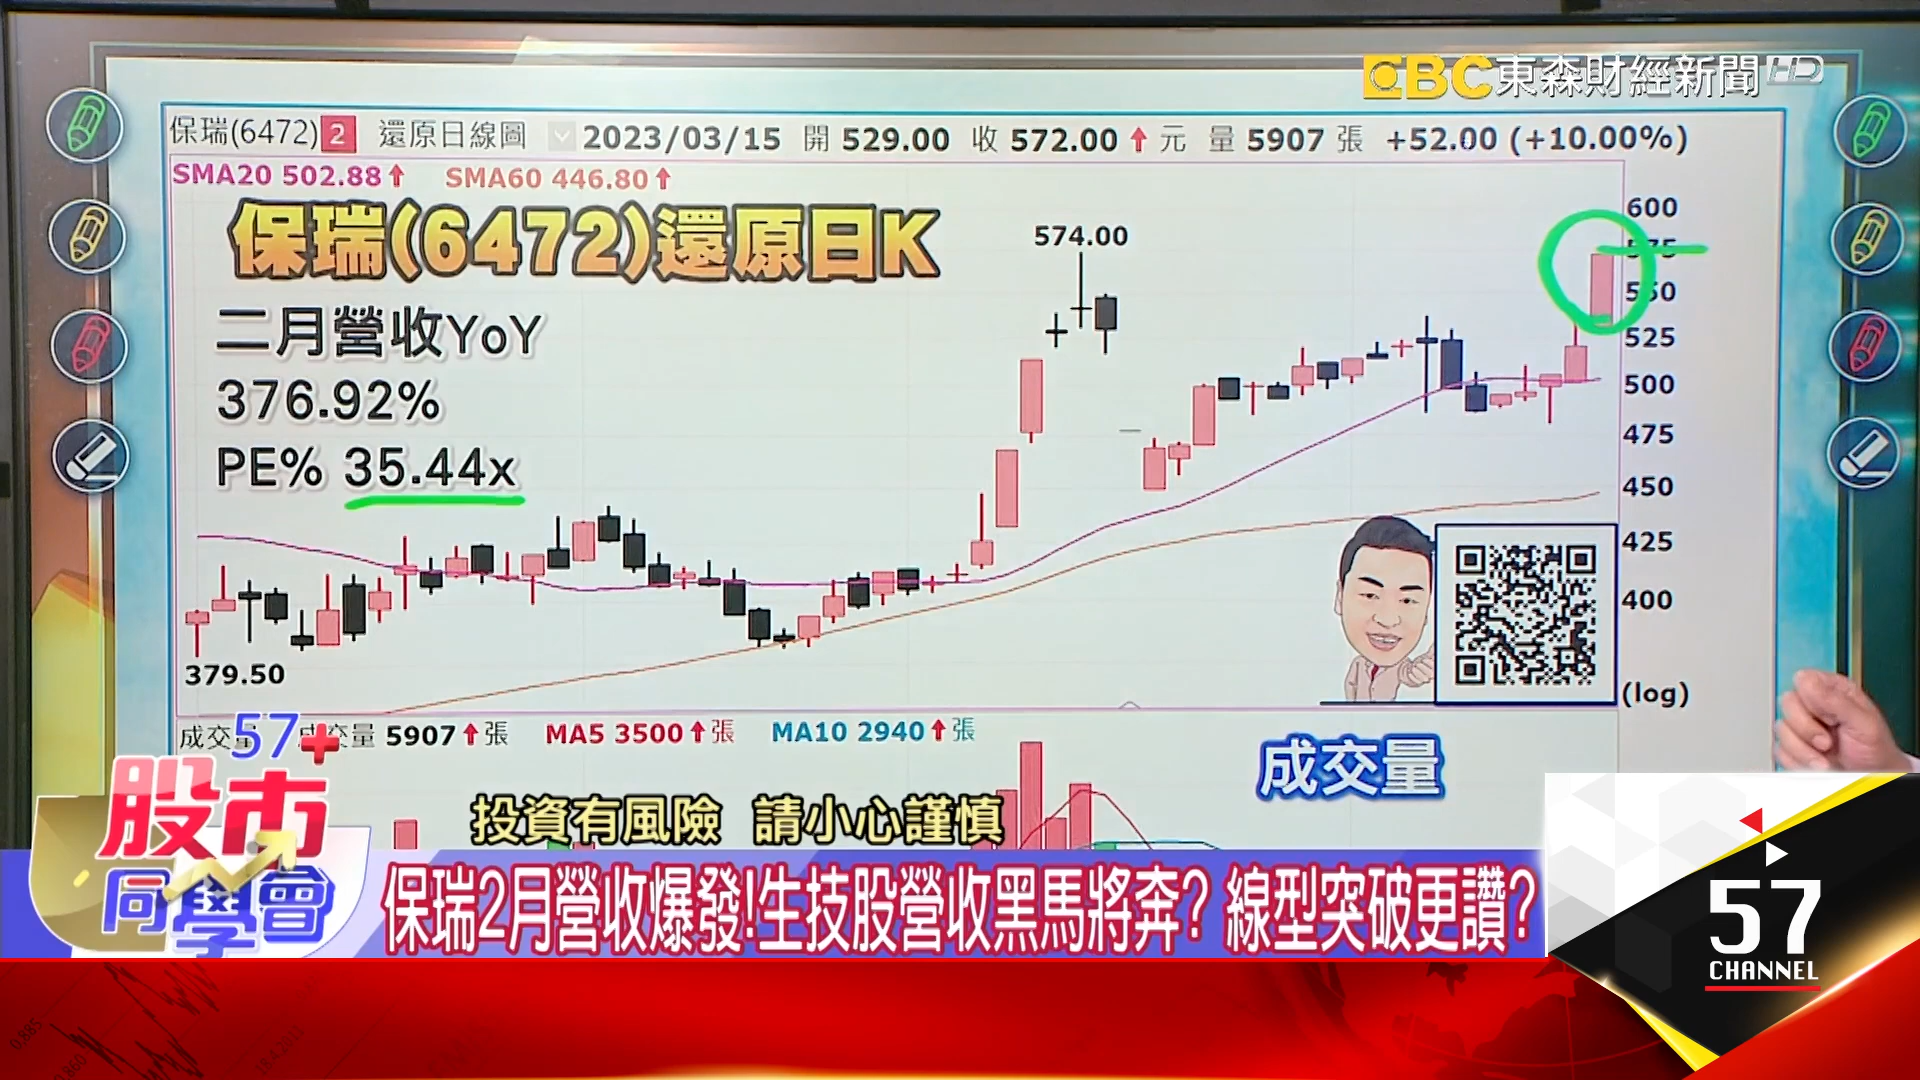 EBC東森財經新聞HD
保瑞(6472) 2 還原日線圖 2023/03/15 開 529.00 收 572.00 元 量 5907 張 +52.00 (+10.00%)
SMA20 502.88 SMA60 446.80
保瑞(6472)還原日K
二月營收YoY
376.92%
PE% 35.44x
574.00
379.50
600
575
550
525
500
475
450
425
400
(log)
成交量 5907 張 MA5 3500 張 MA10 2940 張
成交量
57+
股市
同學會
投資有風險 請小心謹慎
保瑞2月營收爆發!生技股營收黑馬將奔? 線型突破更讚?
57
CHANNEL